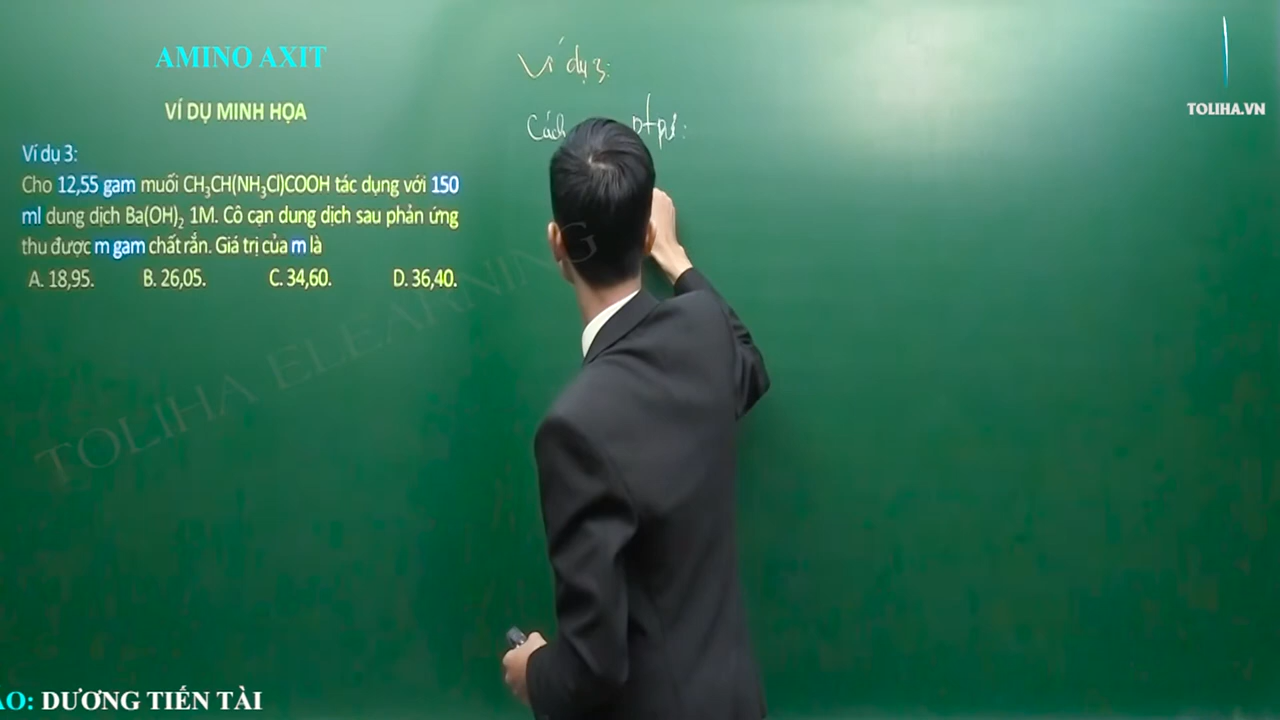 AMINO AXIT
VÍ DỤ MINH HỌA
Ví dụ 3:
Cho 12,55 gam muối CH₃CH(NH₃Cl)COOH tác dụng với 150
ml dung dịch Ba(OH)₂ 1M. Cô cạn dung dịch sau phản ứng
thu được m gam chất rắn. Giá trị của m là
A. 18,95. B. 26,05. C. 34,60. D. 36,40.
Ví dụ 3:
Cách ptpư:
TOLIHA.VN
TOLIHA ELEARNING
ÁO: DƯƠNG TIẾN TÀI